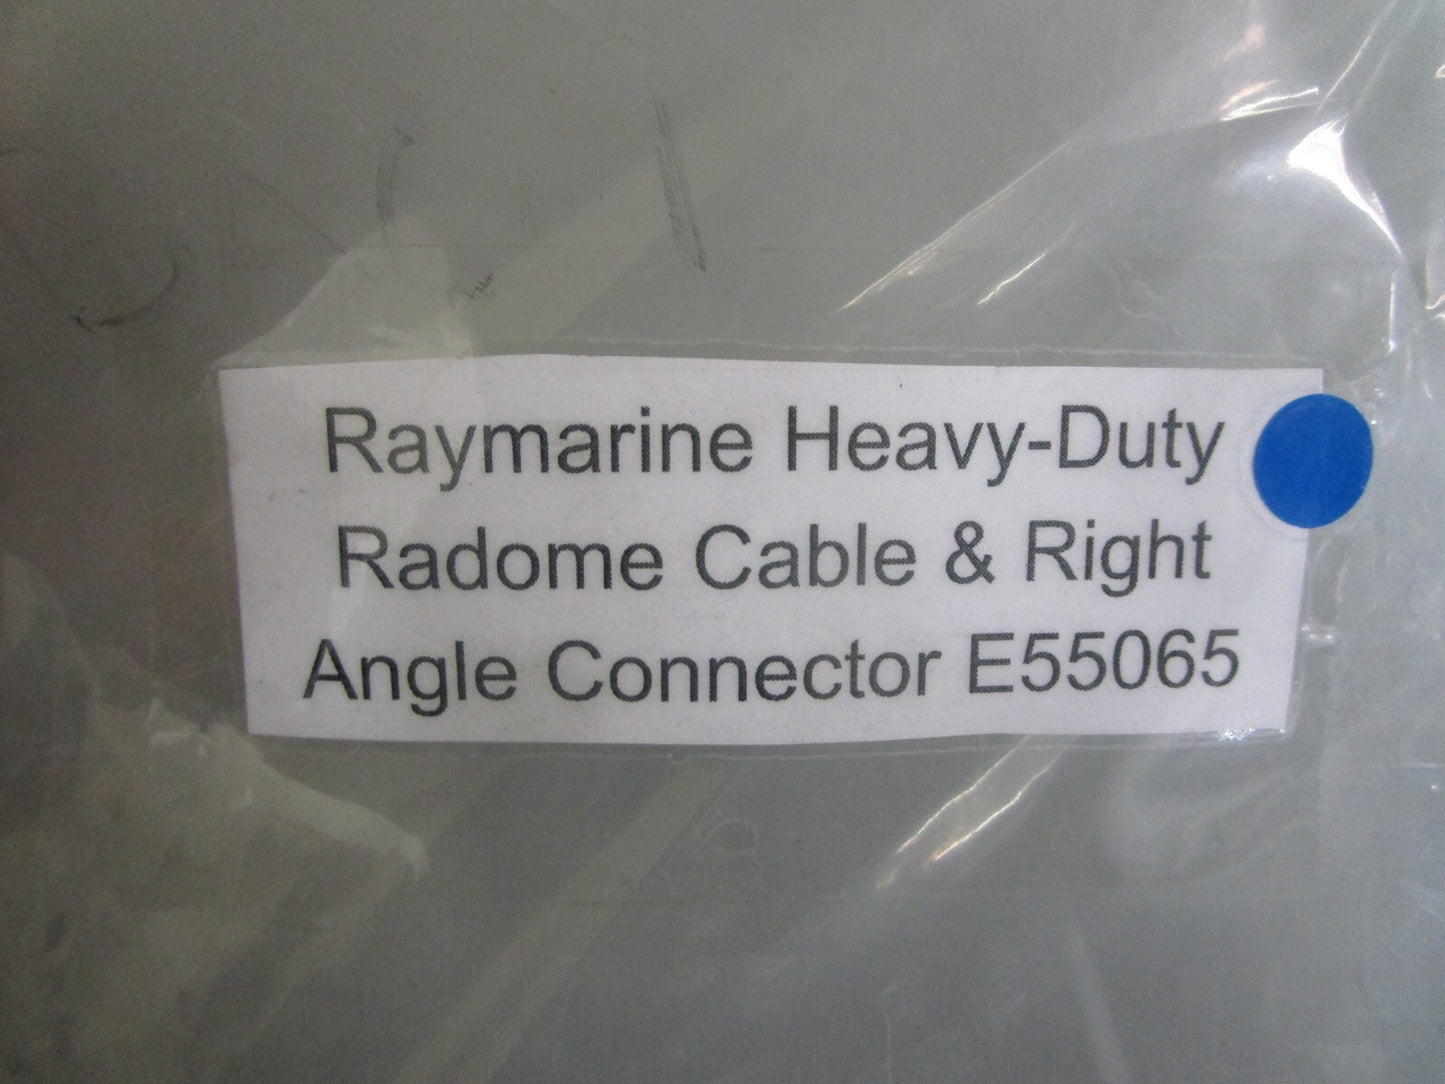 Raymarine Heavy-Duty
Radome Cable & Right
Angle Connector E55065